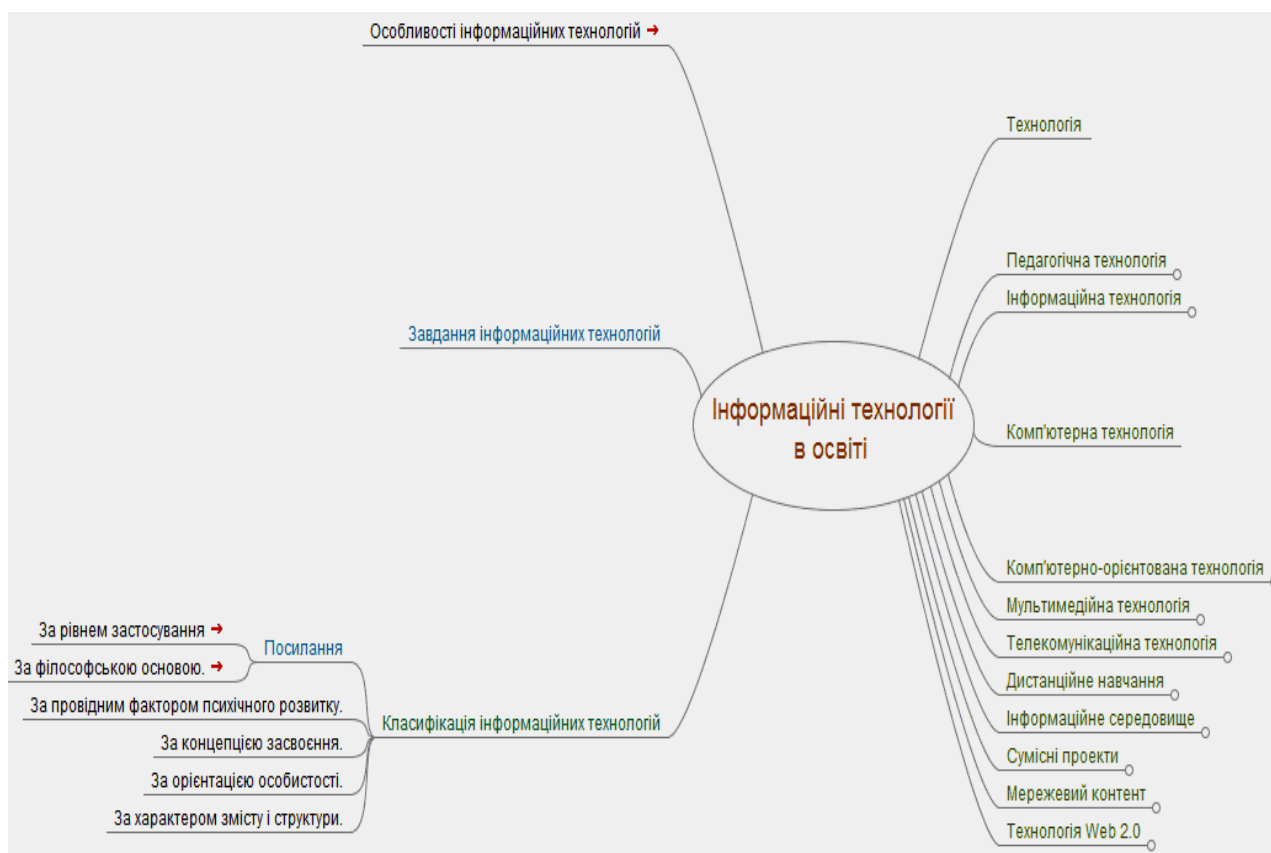 Особливості інформаційних технологій
Завдання інформаційних технологій
Інформаційні технології
в освіті
Технологія
Педагогічна технологія
Інформаційна технологія
Комп'ютерна технологія
Комп'ютерно-орієнтована технологія
Мультимедійна технологія
Телекомунікаційна технологія
Дистанційне навчання
Інформаційне середовище
Сумісні проекти
Мережевий контент
Технологія Web 2.0
Класифікація інформаційних технологій
Посилання
За рівнем застосування
За філософською основою.
За провідним фактором психічного розвитку.
За концепцією засвоєння.
За орієнтацією особистості.
За характером змісту і структури.